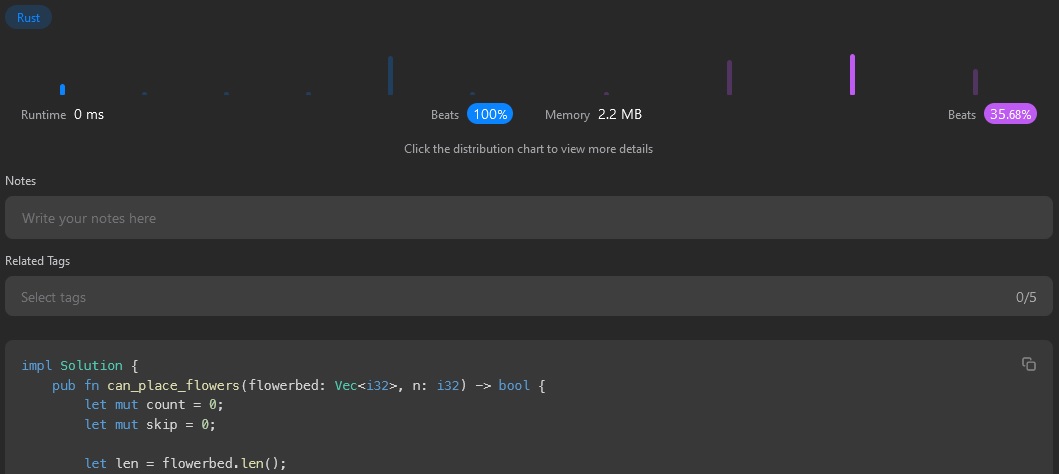 Rust
Runtime 0 ms Beats 100% Memory 2.2 MB Beats 35.68%
Click the distribution chart to view more details
Notes
Write your notes here
Related Tags
Select tags 0/5
impl Solution {
    pub fn can_place_flowers(flowerbed: Vec<i32>, n: i32) -> bool {
        let mut count = 0;
        let mut skip = 0;
        let len = flowerbed.len();